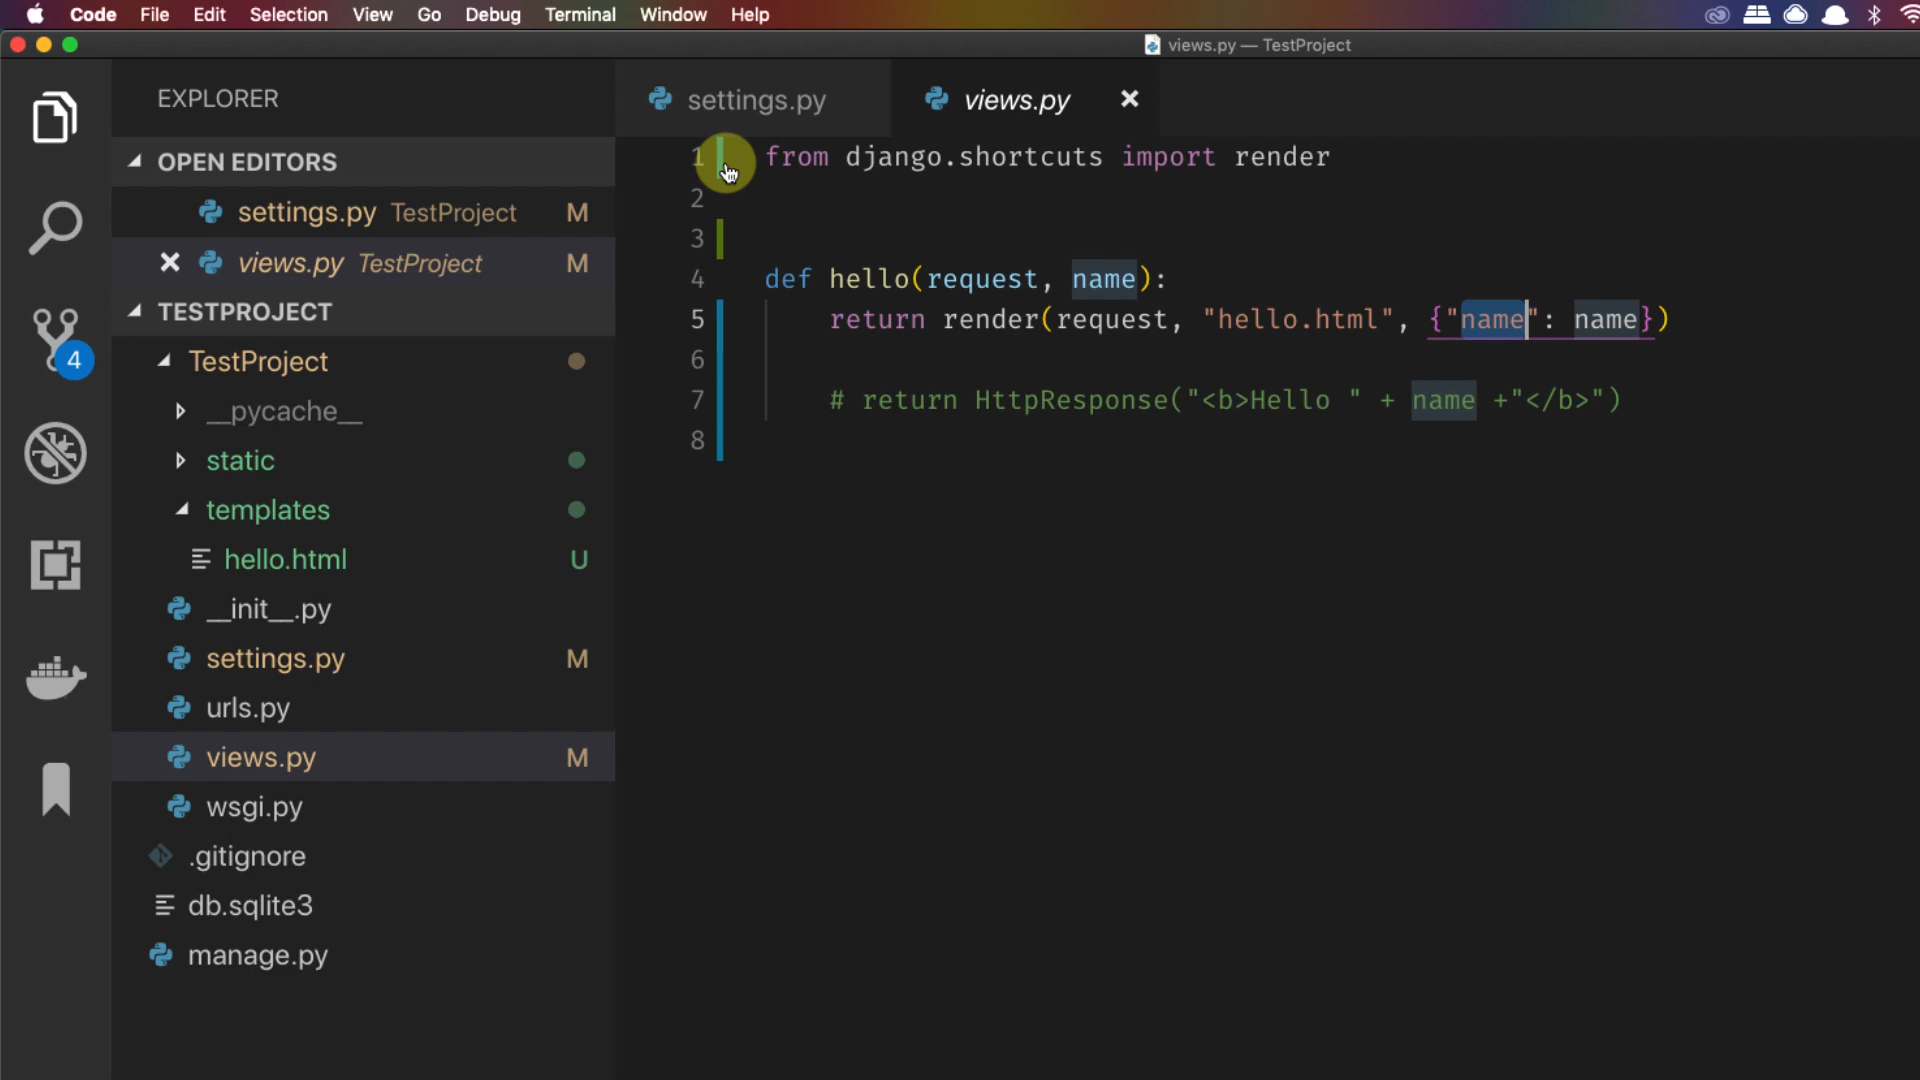 Code File Edit Selection View Go Debug Terminal Window Help
views.py — TestProject
EXPLORER
OPEN EDITORS
settings.py TestProject M
views.py TestProject M
TESTPROJECT
TestProject
__pycache__
static
templates
hello.html U
__init__.py
settings.py M
urls.py
views.py M
wsgi.py
.gitignore
db.sqlite3
manage.py
4
settings.py
views.py
1 from django.shortcuts import render
2
3
4 def hello(request, name):
5 return render(request, "hello.html", {"name": name})
6
7 # return HttpResponse("<b>Hello " + name +"</b>")
8